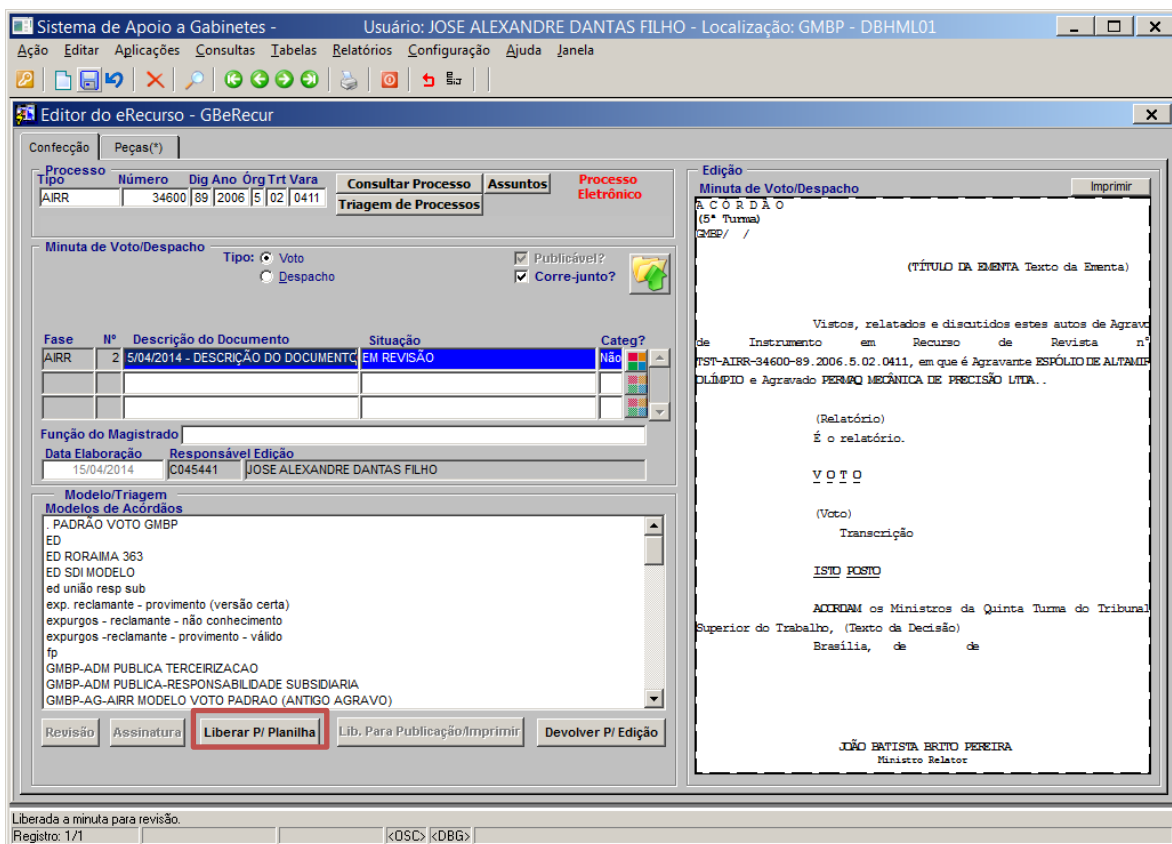 Sistema de Apoio a Gabinetes - Usuário: JOSE ALEXANDRE DANTAS FILHO - Localização: GMBP - DBHML01
Ação Editar Aplicações Consultas Tabelas Relatórios Configuração Ajuda Janela
Editor do eRecurso - GBeRecur
Confecção Peças(*)
Processo
Tipo Número Dig Ano Órg Trt Vara
AIRR 34600 89 2006 5 02 0411
Consultar Processo Assuntos
Triagem de Processos
Processo
Eletrônico
Minuta de Voto/Despacho
Tipo: Voto
Despacho
Publicável?
Corre-junto?
Fase Nº Descrição do Documento Situação Categ?
AIRR 2 5/04/2014 - DESCRIÇÃO DO DOCUMENTO EM REVISÃO Não
Função do Magistrado
Data Elaboração Responsável Edição
15/04/2014 C045441 JOSE ALEXANDRE DANTAS FILHO
Modelo/Triagem
Modelos de Acórdãos
. PADRÃO VOTO GMBP
ED
ED RORAIMA 363
ED SDI MODELO
ed união resp sub
exp. reclamante - provimento (versão certa)
expurgos - reclamante - não conhecimento
expurgos -reclamante - provimento - válido
fp
GMBP-ADM PUBLICA TERCEIRIZACAO
GMBP-ADM PUBLICA-RESPONSABILIDADE SUBSIDIARIA
GMBP-AG-AIRR MODELO VOTO PADRAO (ANTIGO AGRAVO)
Revisão Assinatura Liberar P/ Planilha Lib. Para Publicação/Imprimir Devolver P/ Edição
Edição
Minuta de Voto/Despacho Imprimir
A C Ó R D Ã O
(5ª Turma)
GMBP/ /
(TÍTULO DA EMENTA Texto da Ementa)
Vistos, relatados e discutidos estes autos de Agravo
de Instrumento em Recurso de Revista nº
TST-AIRR-34600-89.2006.5.02.0411, em que é Agravante ESPÓLIO DE ALTAMIR
OLÍMPIO e Agravado PERMAQ MECÂNICA DE PRECISÃO LTDA..
(Relatório)
É o relatório.
V O T O
(Voto)
Transcrição
ISTO POSTO
ACORDAM os Ministros da Quinta Turma do Tribunal
Superior do Trabalho, (Texto da Decisão)
Brasília, de de
JOÃO BATISTA BRITO PEREIRA
Ministro Relator
Liberada a minuta para revisão.
Registro: 1/1 <OSC> <DBG>